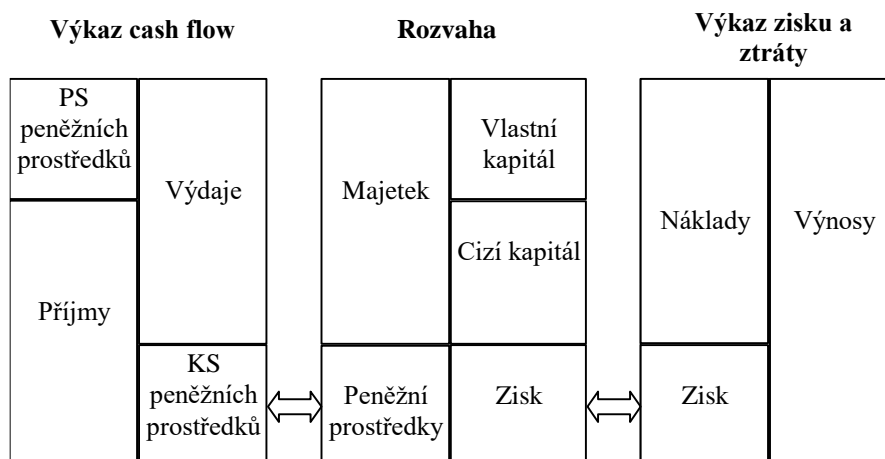 Výkaz cash flow
Rozvaha
Výkaz zisku a
ztráty
PS
peněžních
prostředků
Příjmy
Výdaje
KS
peněžních
prostředků
Majetek
Peněžní
prostředky
Vlastní
kapitál
Cizí kapitál
Zisk
Náklady
Zisk
Výnosy